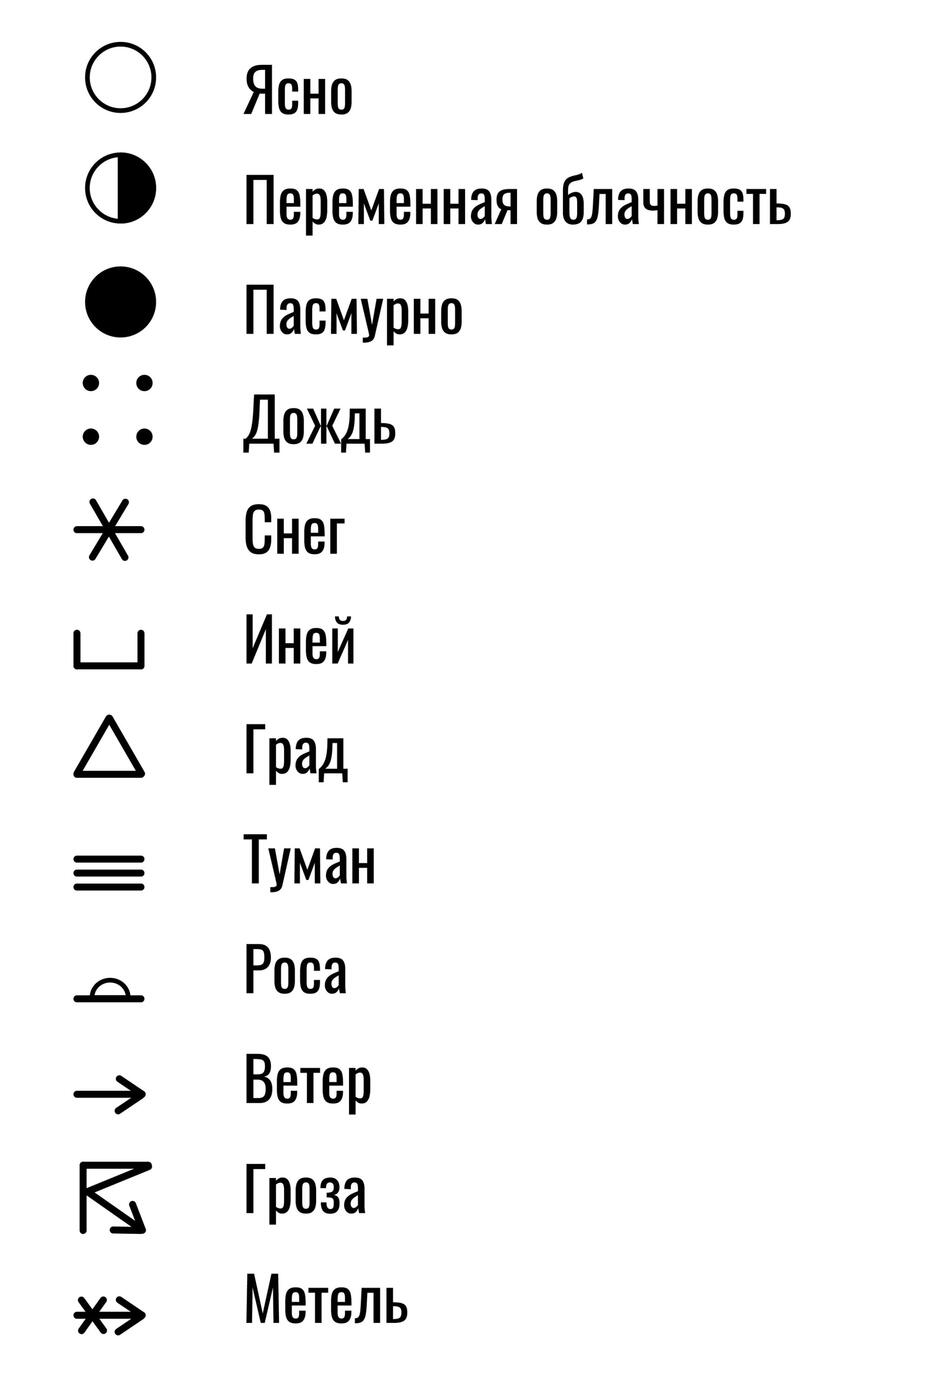 Ясно
Переменная облачность
Пасмурно
Дождь
Снег
Иней
Град
Туман
Роса
Ветер
Гроза
Метель